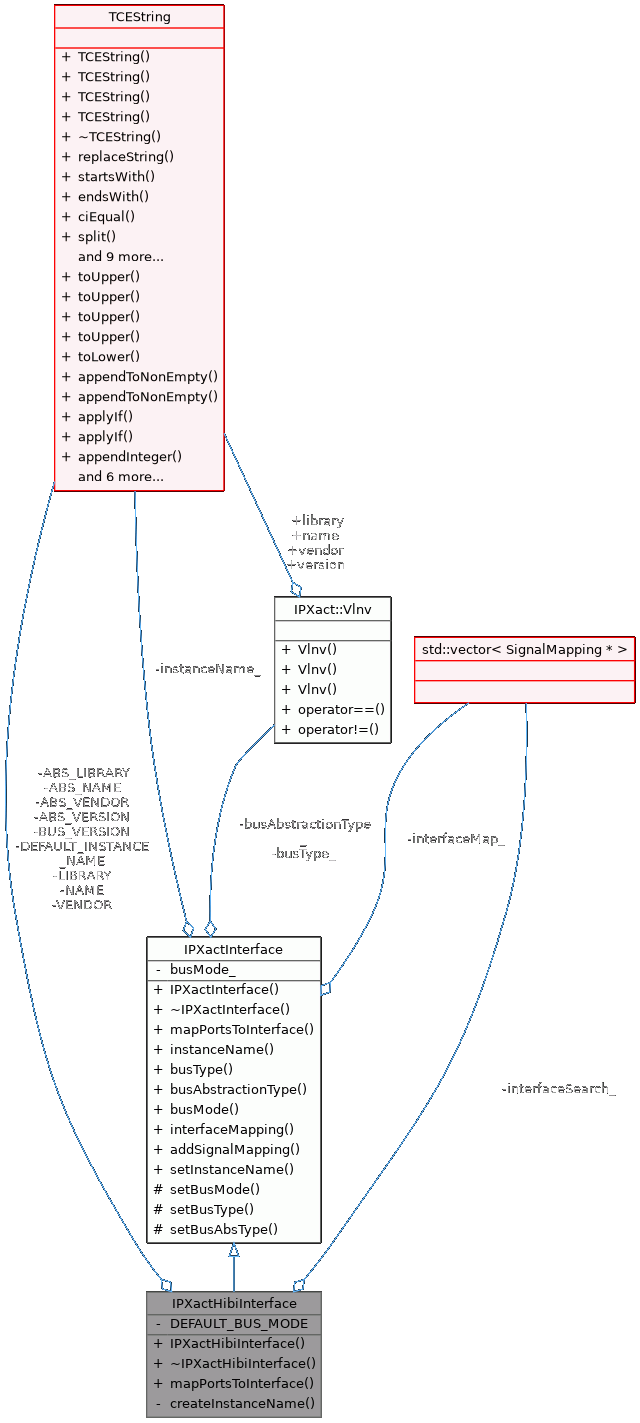 TCEString
+ TCEString()
+ TCEString()
+ TCEString()
+ TCEString()
+ ~TCEString()
+ replaceString()
+ startsWith()
+ endsWith()
+ ciEqual()
+ split()
and 9 more...
+ toUpper()
+ toUpper()
+ toUpper()
+ toUpper()
+ toLower()
+ appendToNonEmpty()
+ appendToNonEmpty()
+ applyIf()
+ applyIf()
+ appendInteger()
and 6 more...
+library
+name
+vendor
+version
IPXact::Vlnv
+ Vlnv()
+ Vlnv()
+ Vlnv()
+ operator==()
+ operator!=()
std::vector< SignalMapping * >
-instanceName_
-ABS_LIBRARY
-ABS_NAME
-ABS_VENDOR
-ABS_VERSION
-BUS_VERSION
-DEFAULT_INSTANCE
_NAME
-LIBRARY
-NAME
-VENDOR
-busAbstractionType
_
-busType_
-interfaceMap_
IPXactInterface
- busMode_
+ IPXactInterface()
+ ~IPXactInterface()
+ mapPortsToInterface()
+ instanceName()
+ busType()
+ busAbstractionType()
+ busMode()
+ interfaceMapping()
+ addSignalMapping()
+ setInstanceName()
# setBusMode()
# setBusType()
# setBusAbsType()
-interfaceSearch_
IPXactHibiInterface
- DEFAULT_BUS_MODE
+ IPXactHibiInterface()
+ ~IPXactHibiInterface()
+ mapPortsToInterface()
- createInstanceName()